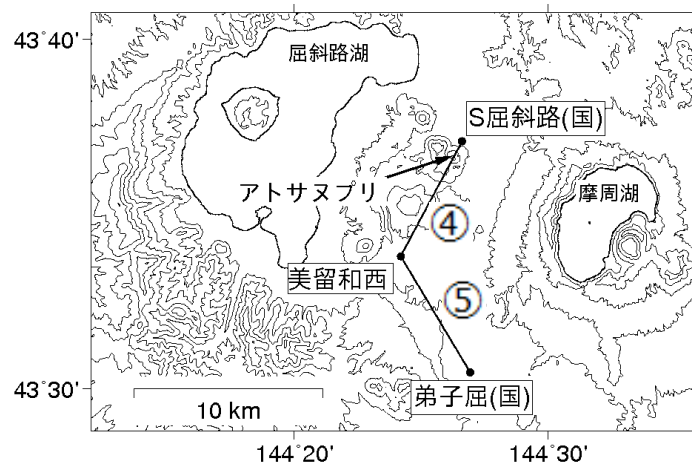 43°40'
屈斜路湖
S屈斜路(国)
アトサヌプリ
摩周湖
④
美留和西
⑤
43°30'
10 km
弟子屈(国)
144°20'
144°30'